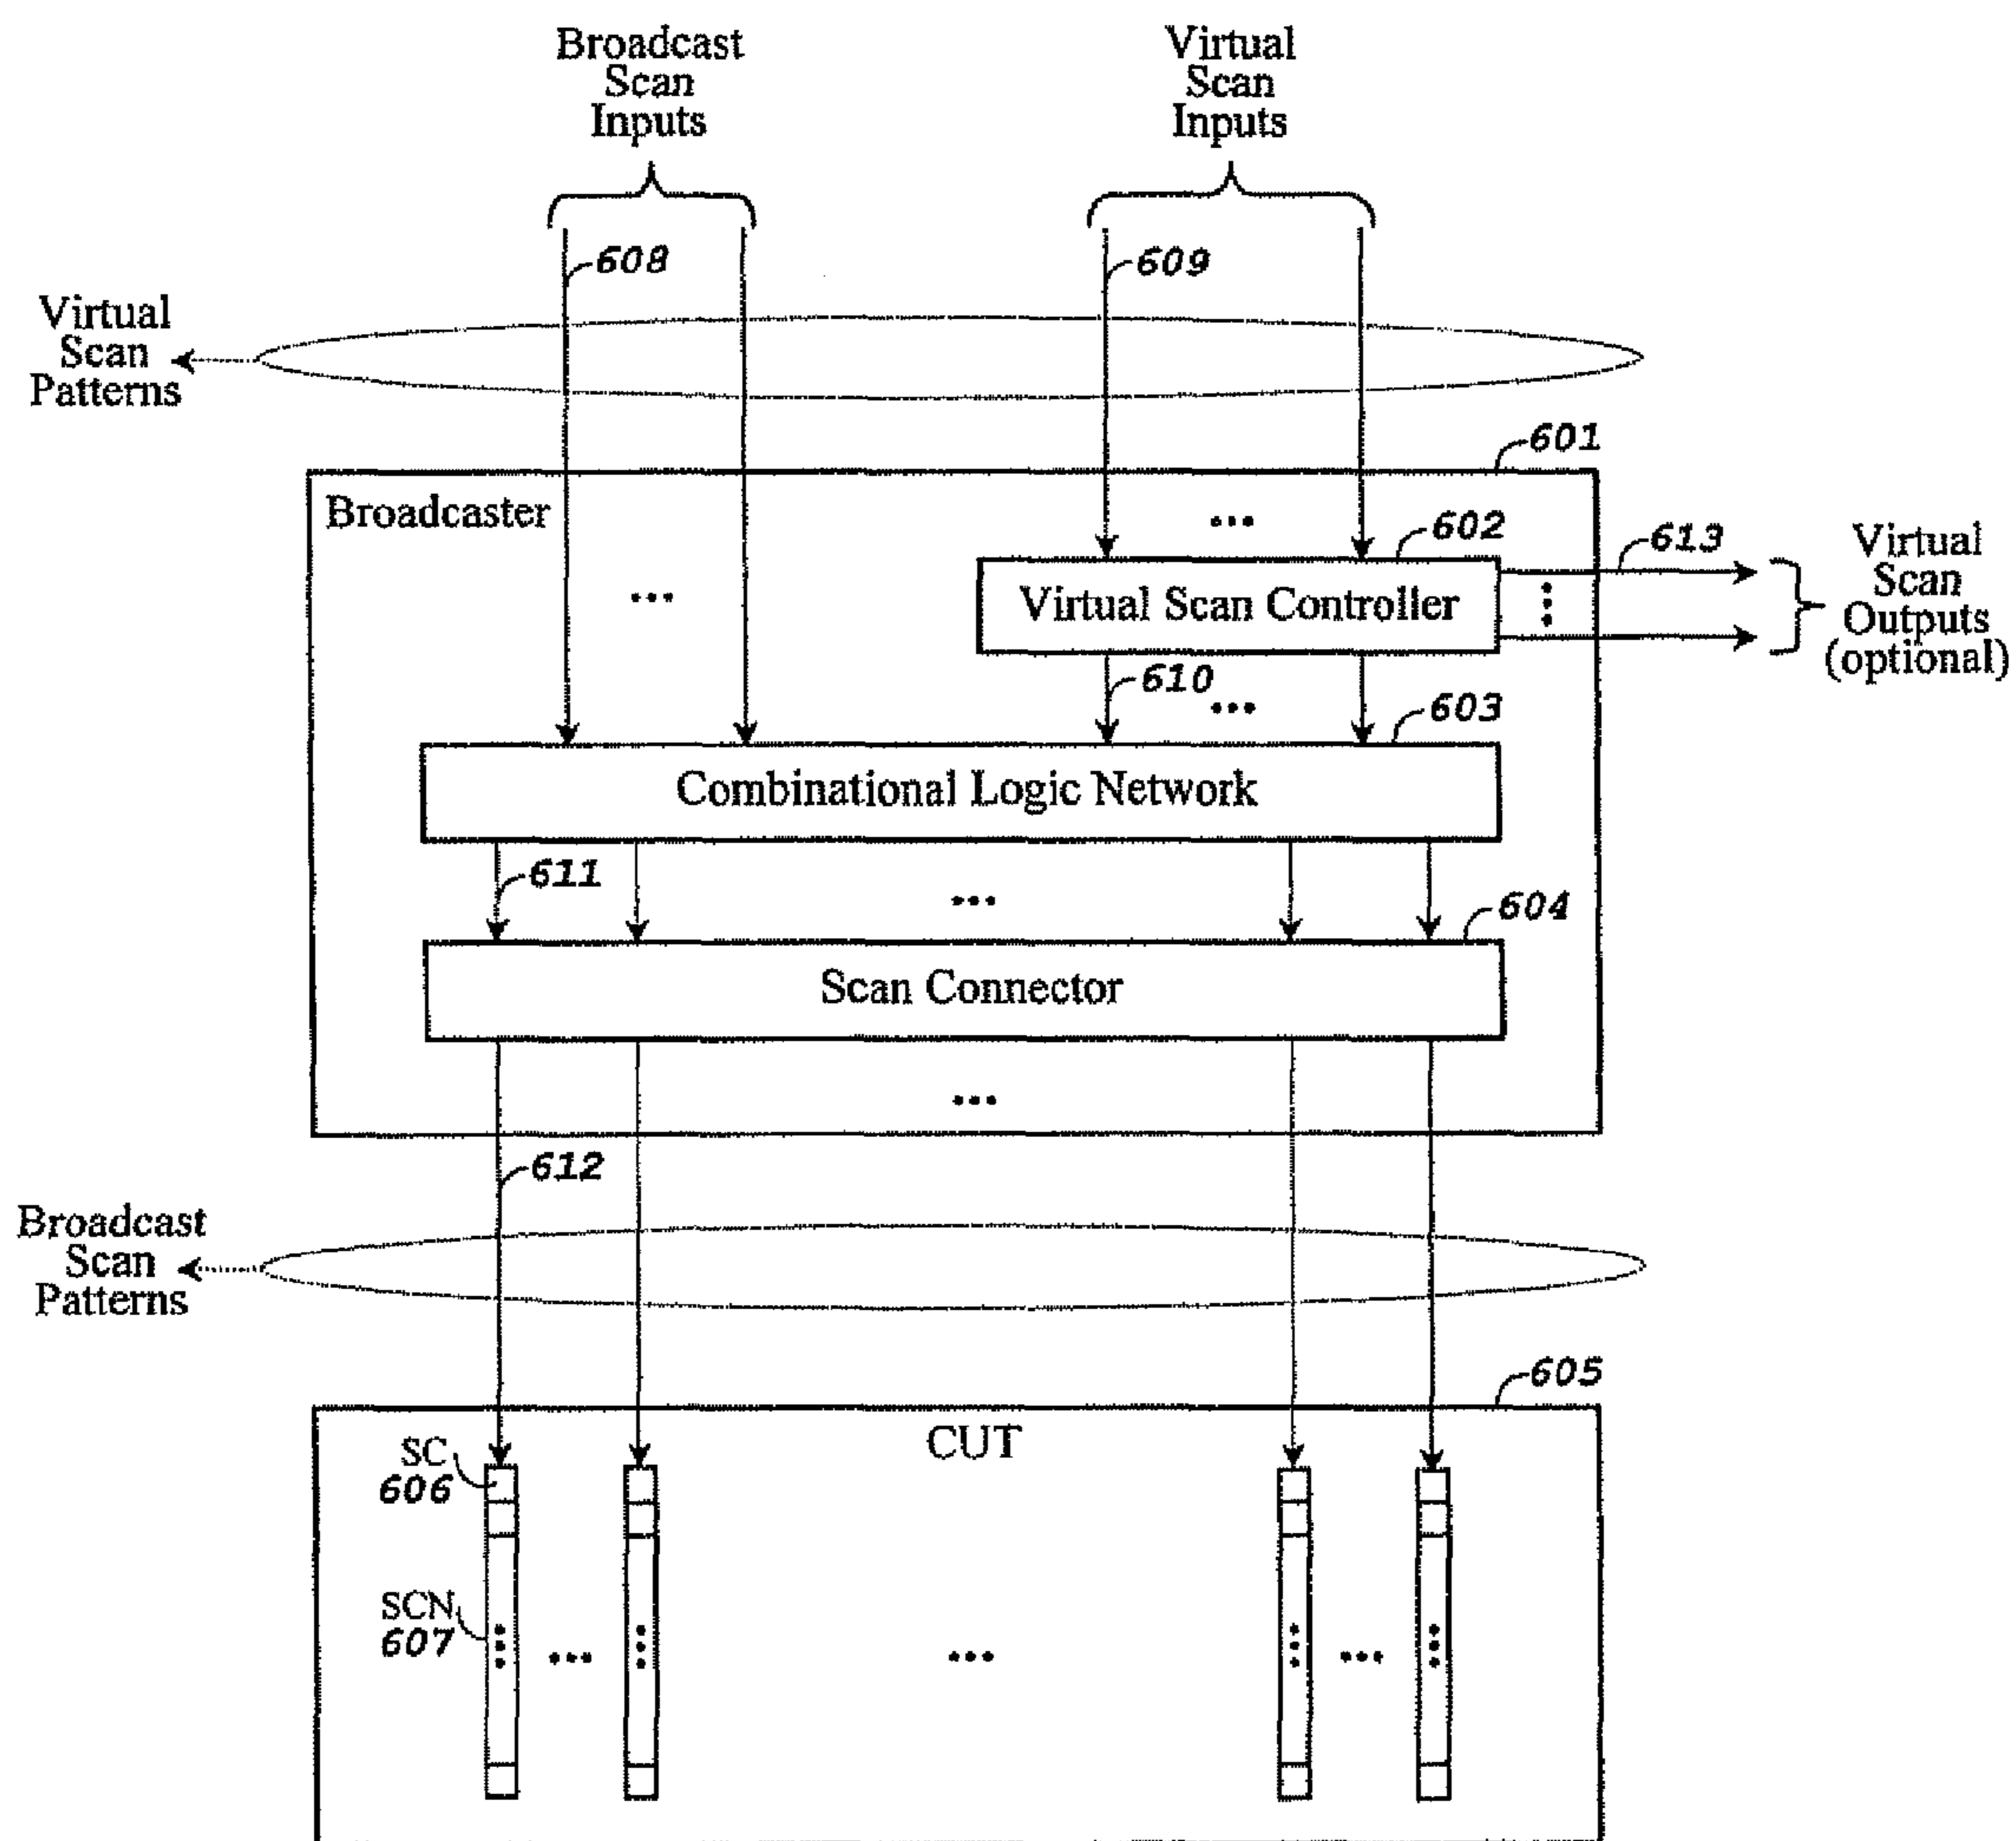 Broadcast
Scan
Inputs
Virtual
Scan
Inputs
608
609
Virtual
Scan
Patterns
601
Broadcaster
...
602
613
Virtual
Scan
Outputs
(optional)
...
Virtual Scan Controller
610
...
603
Combinational Logic Network
611
...
604
Scan Connector
...
612
Broadcast
Scan
Patterns
605
CUT
SC
606
SCN
607
... ... ...